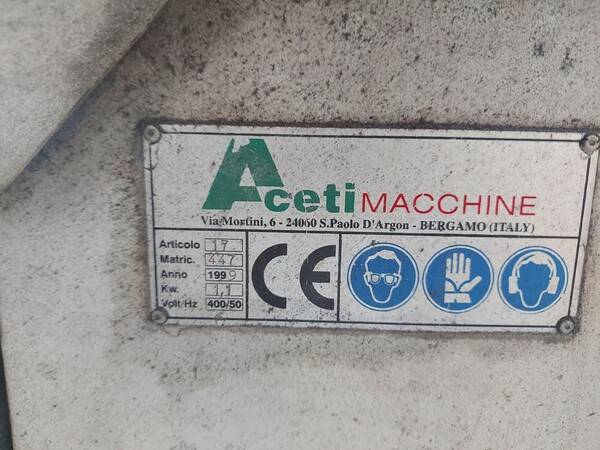 Aceti MACCHINE
Via Mortini, 6 - 24060 S.Paolo D'Argon - BERGAMO (ITALY)
Articolo 17
Matric. 447
Anno 1999
Kw. 1,1
Volt/Hz 400/50
CE